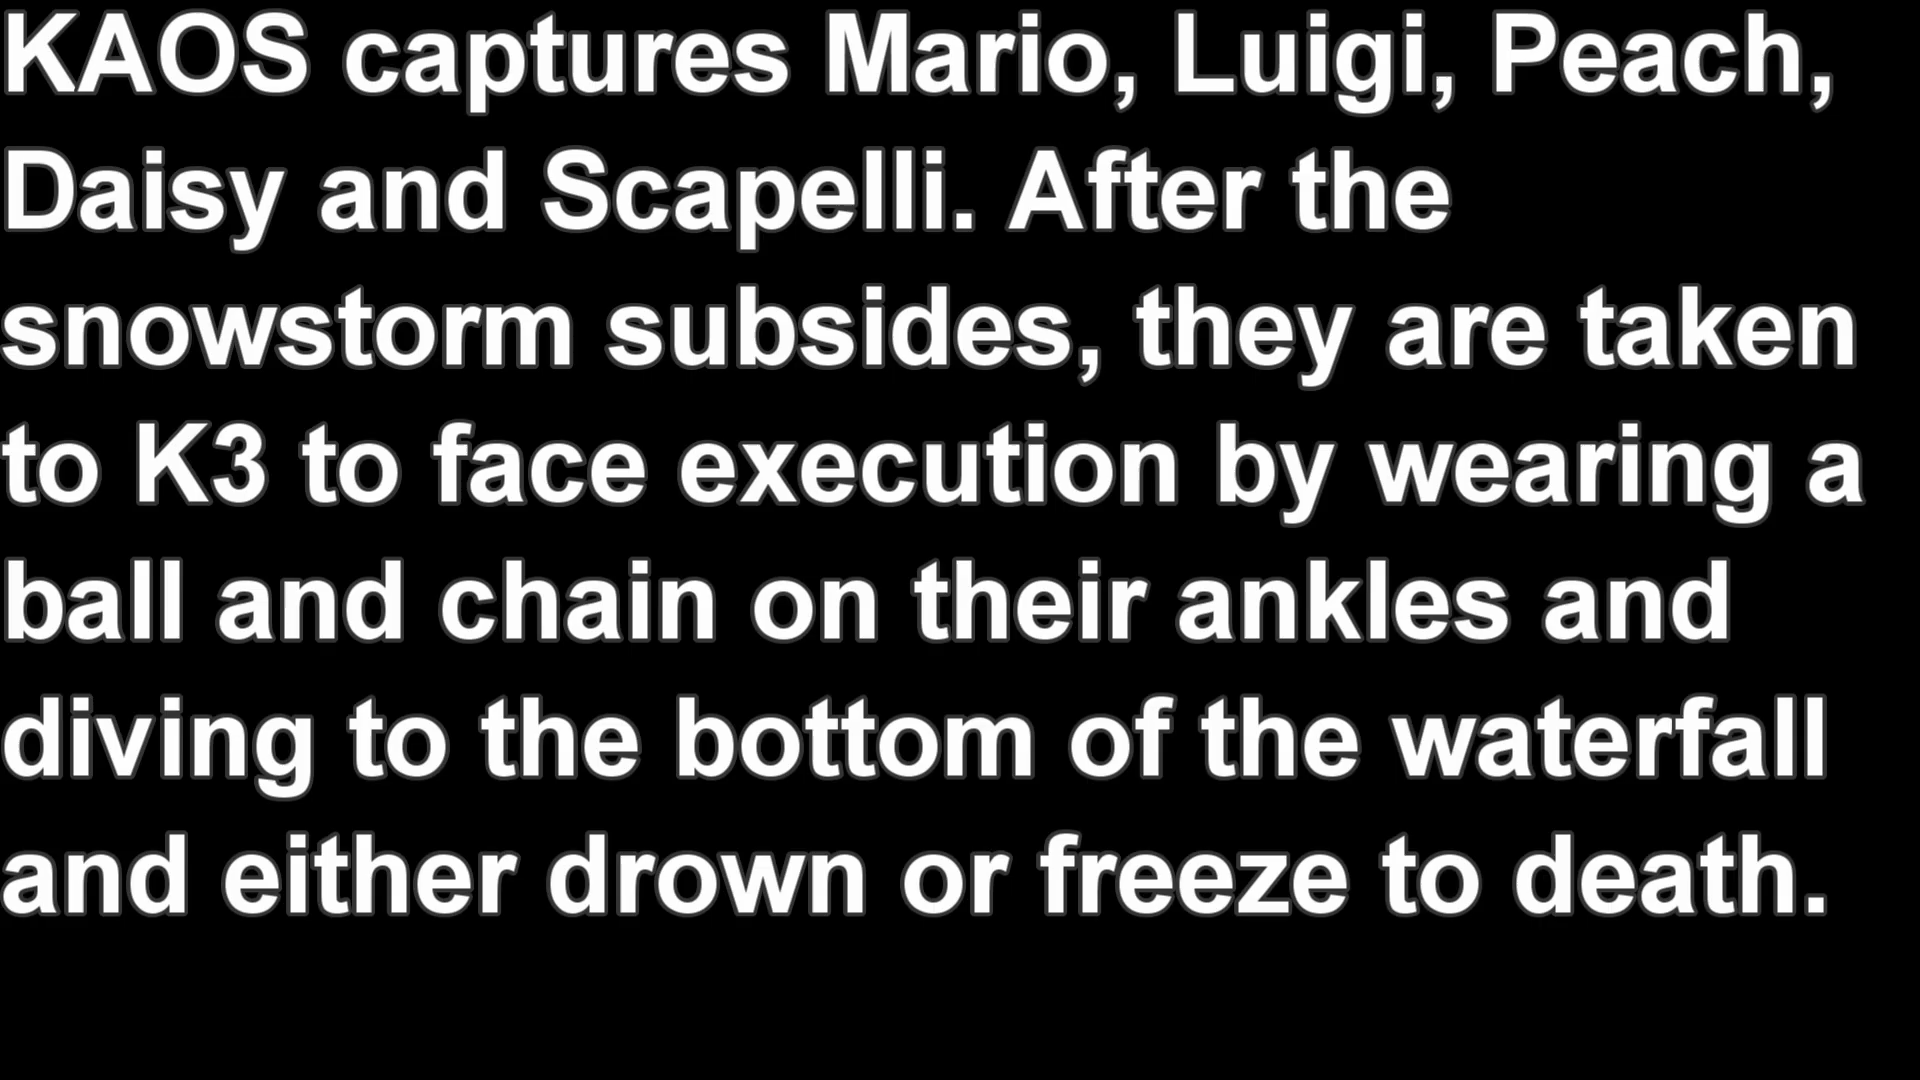 KAOS captures Mario, Luigi, Peach,
Daisy and Scapelli. After the
snowstorm subsides, they are taken
to K3 to face execution by wearing a
ball and chain on their ankles and
diving to the bottom of the waterfall
and either drown or freeze to death.